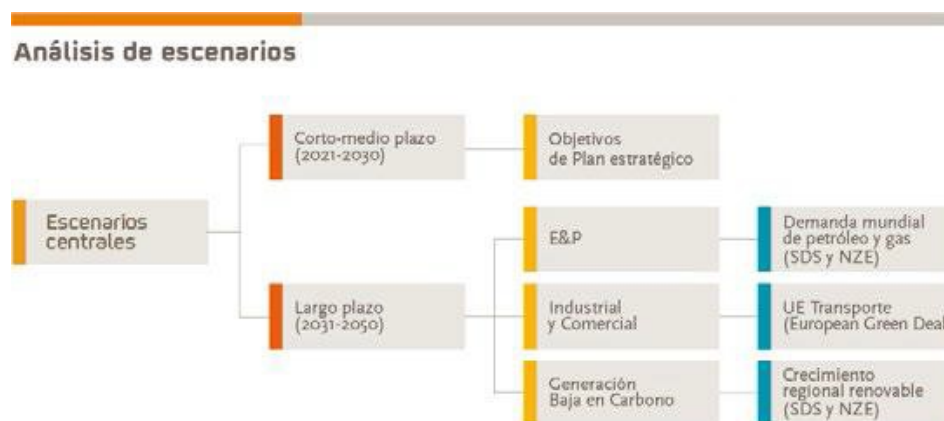 Análisis de escenarios
Corto-medio plazo
(2021-2030)
Objetivos
de Plan estratégico
Escenarios
centrales
E&P
Demanda mundial
de petróleo y gas
(SDS y NZE)
Largo plazo
(2031-2050)
Industrial
y Comercial
UE Transporte
(European Green Deal
Generación
Baja en Carbono
Crecimiento
regional renovable
(SDS y NZE)